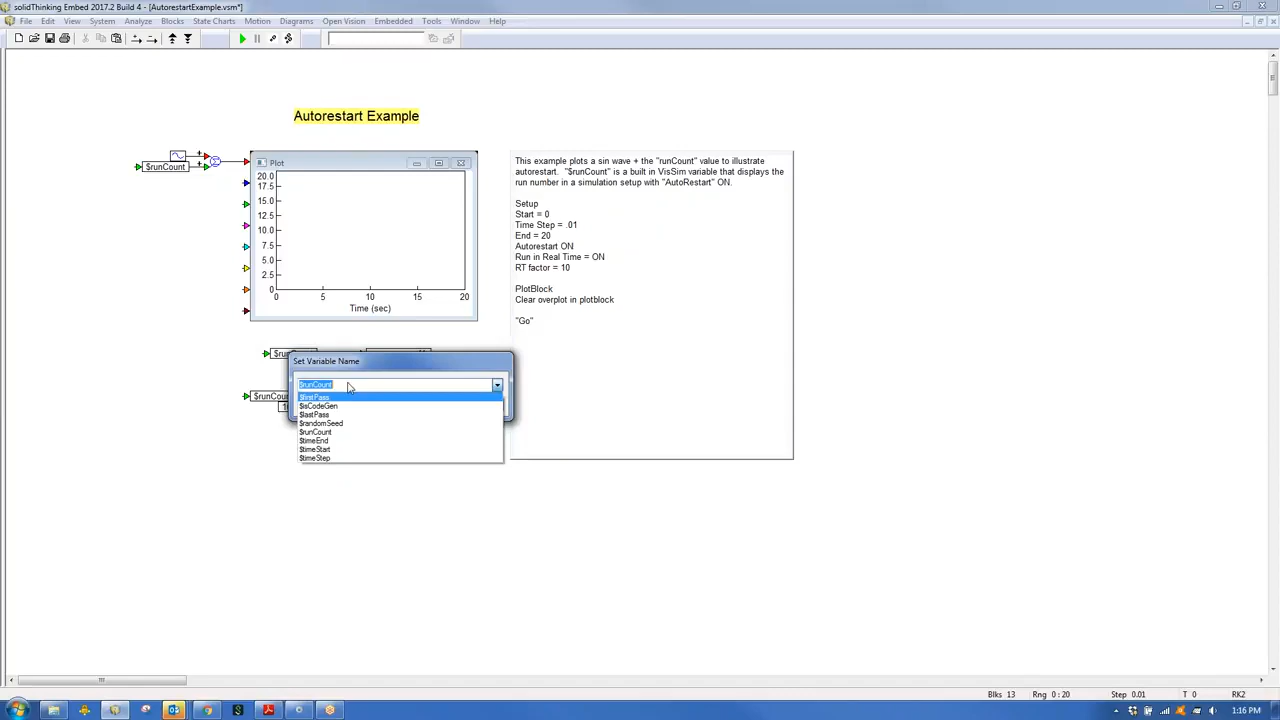 solidThinking Embed 2017.2 Build 4 - [AutorestartExample.vsm*]
File Edit View System Analyze Blocks State Charts Motion Diagrams Open Vision Embedded Tools Window Help
Autorestart Example
$runCount
Plot
20.0
17.5
15.0
12.5
10.0
7.5
5.0
2.5
0
0 5 10 15 20
Time (sec)
This example plots a sin wave + the "runCount" value to illustrate
autorestart. "$runCount" is a built in VisSim variable that displays the
run number in a simulation setup with "AutoRestart" ON.
Setup
Start = 0
Time Step = .01
End = 20
Autorestart ON
Run in Real Time = ON
RT factor = 10
PlotBlock
Clear overplot in plotblock
"Go"
Set Variable Name
$runCount
$firstPass
$isCodeGen
$lastPass
$randomSeed
$runCount
$timeEnd
$timeStart
$timeStep
Blks 13 Rng 0 : 20 Step 0.01 T 0 RK2
1:16 PM